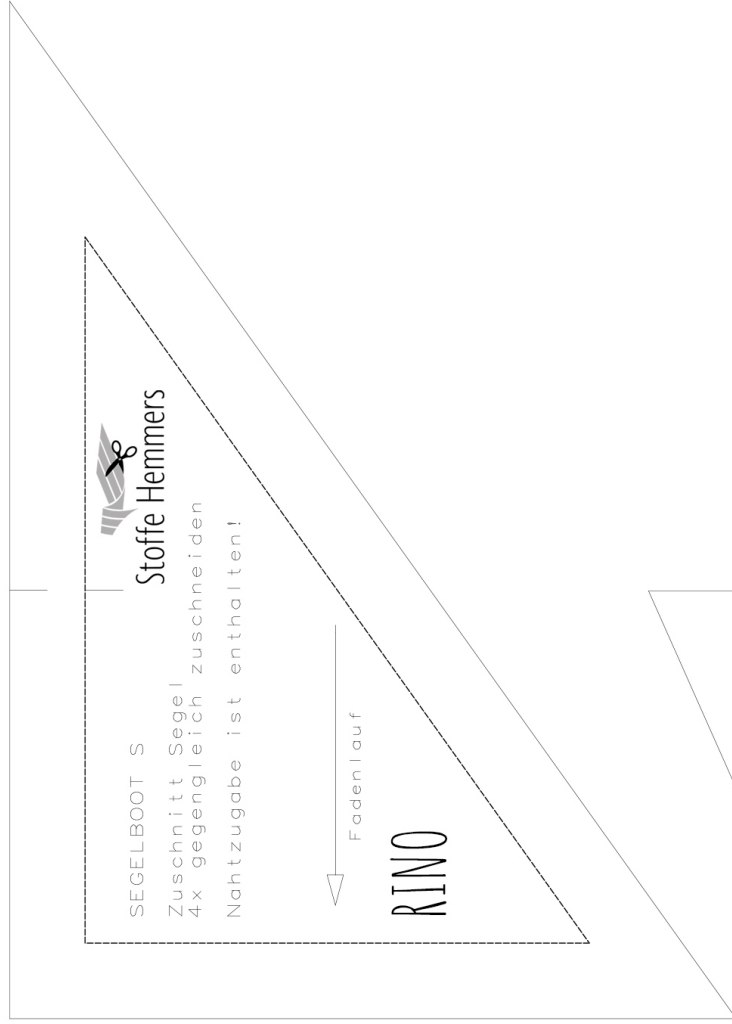 Stoffe Hemmers
SEGELBOOT S
Zuschnitt Segel
4x gegengleich zuschneiden
Nahtzugabe ist enthalten!
Fadenlauf
RINO